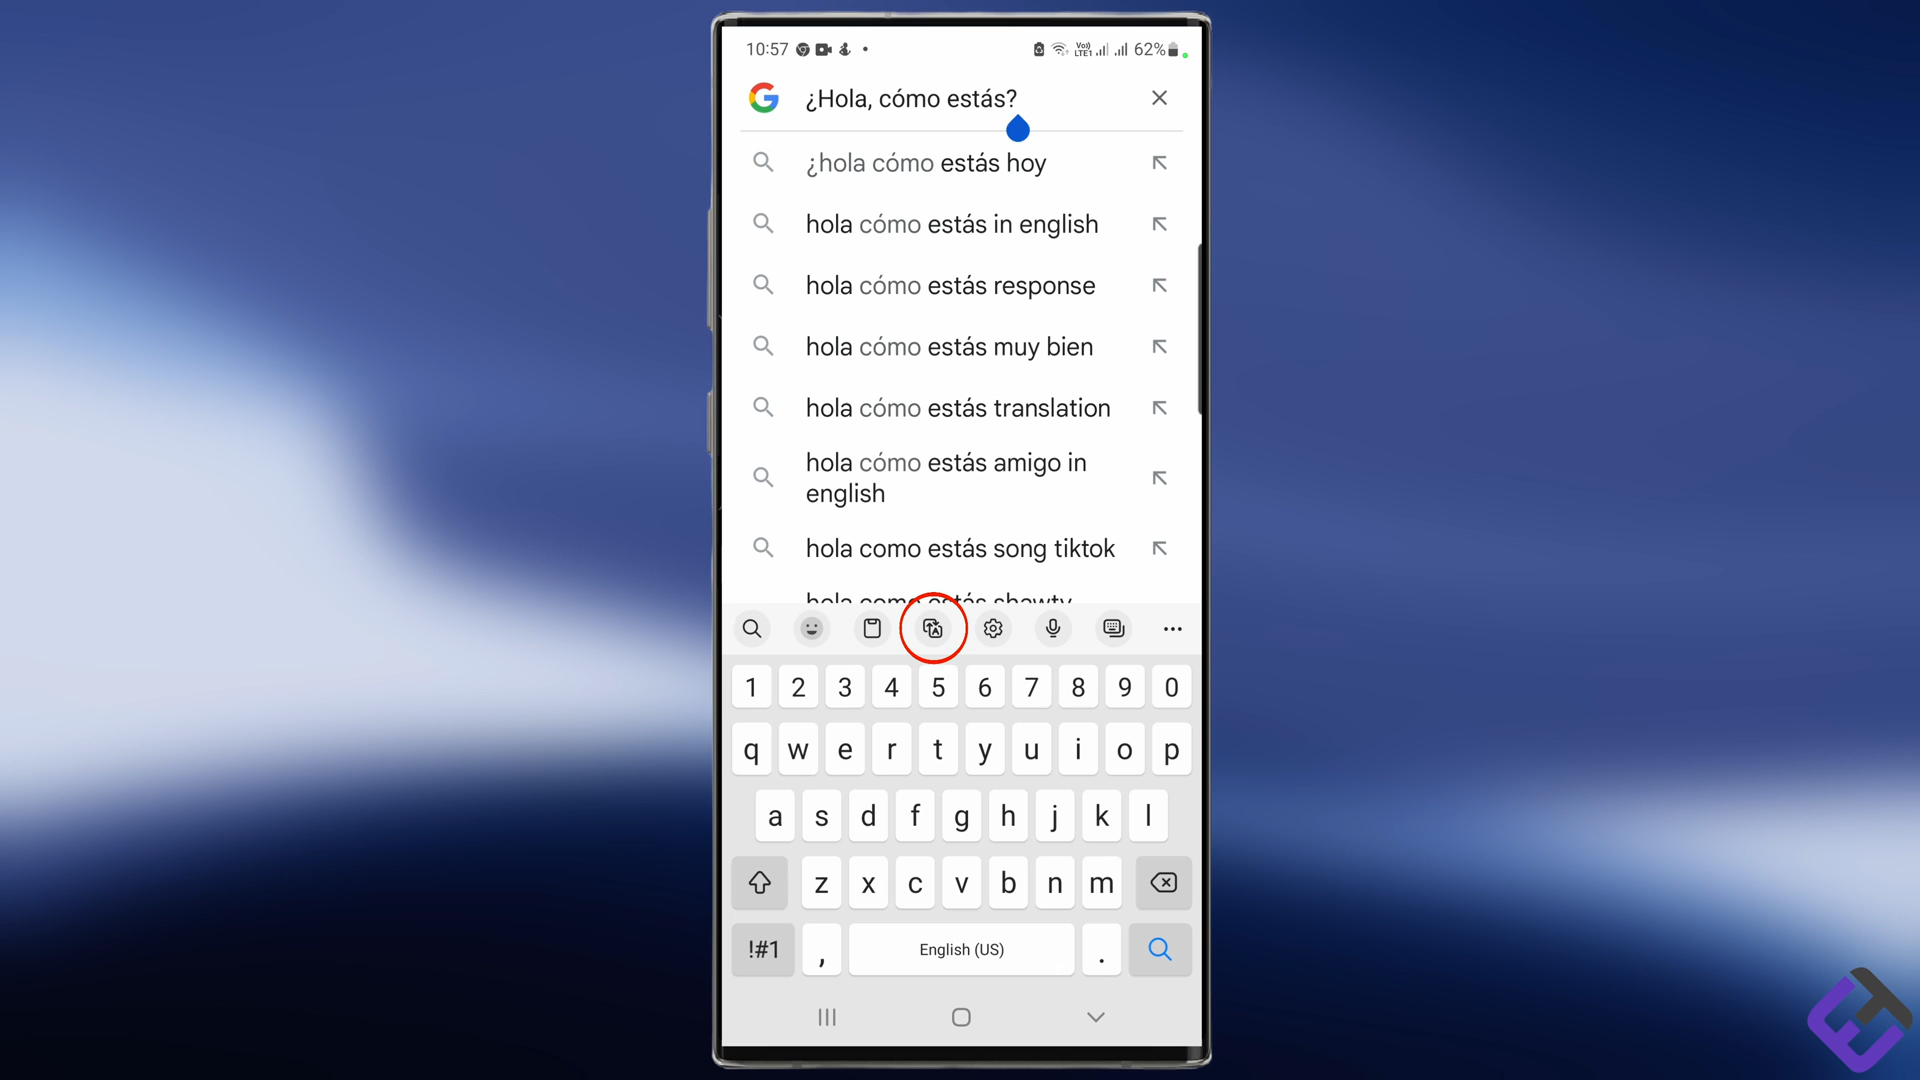 10:57 Vo)) LTE1 62%
¿Hola, cómo estás?
¿hola cómo estás hoy
hola cómo estás in english
hola cómo estás response
hola cómo estás muy bien
hola cómo estás translation
hola cómo estás amigo in
english
hola como estás song tiktok
hola como estás shawty
1 2 3 4 5 6 7 8 9 0
q w e r t y u i o p
a s d f g h j k l
z x c v b n m
!#1 , English (US) .